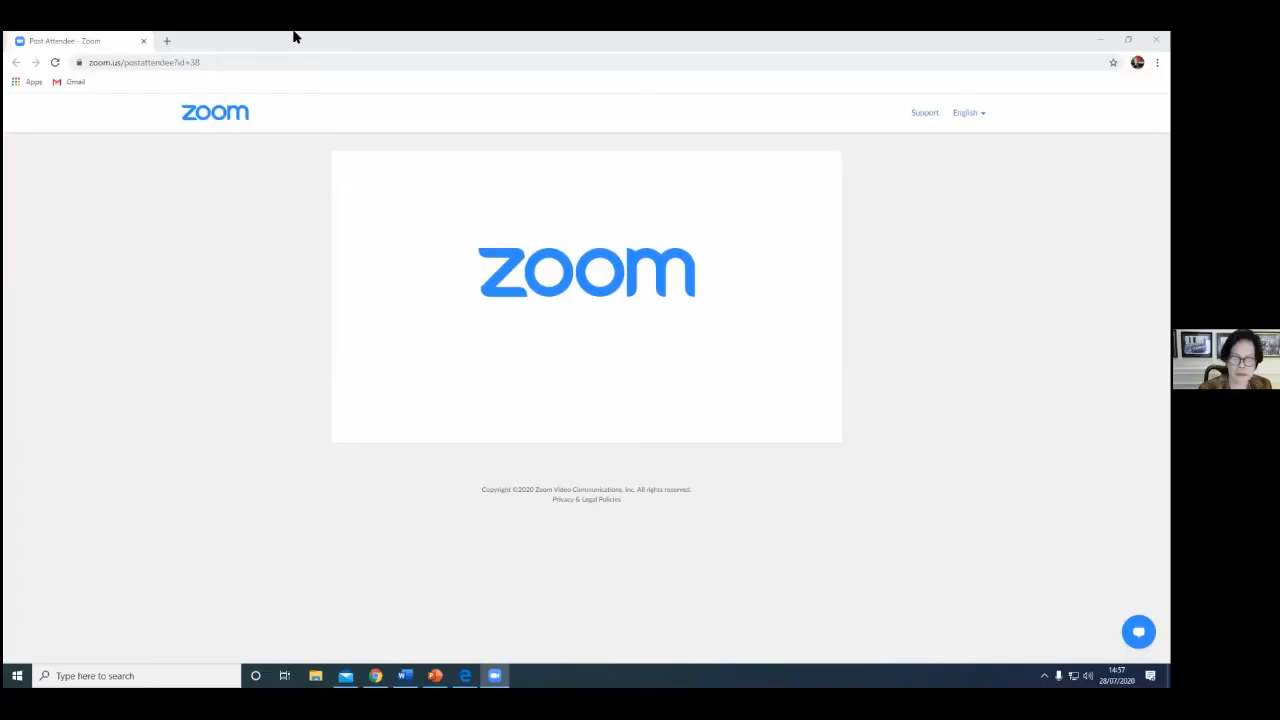 Post Attendee - Zoom
zoom.us/postattendee?id=38
Apps Gmail
zoom
Support English
zoom
Copyright ©2020 Zoom Video Communications, Inc. All rights reserved.
Privacy & Legal Policies
Type here to search
14:57
28/07/2020